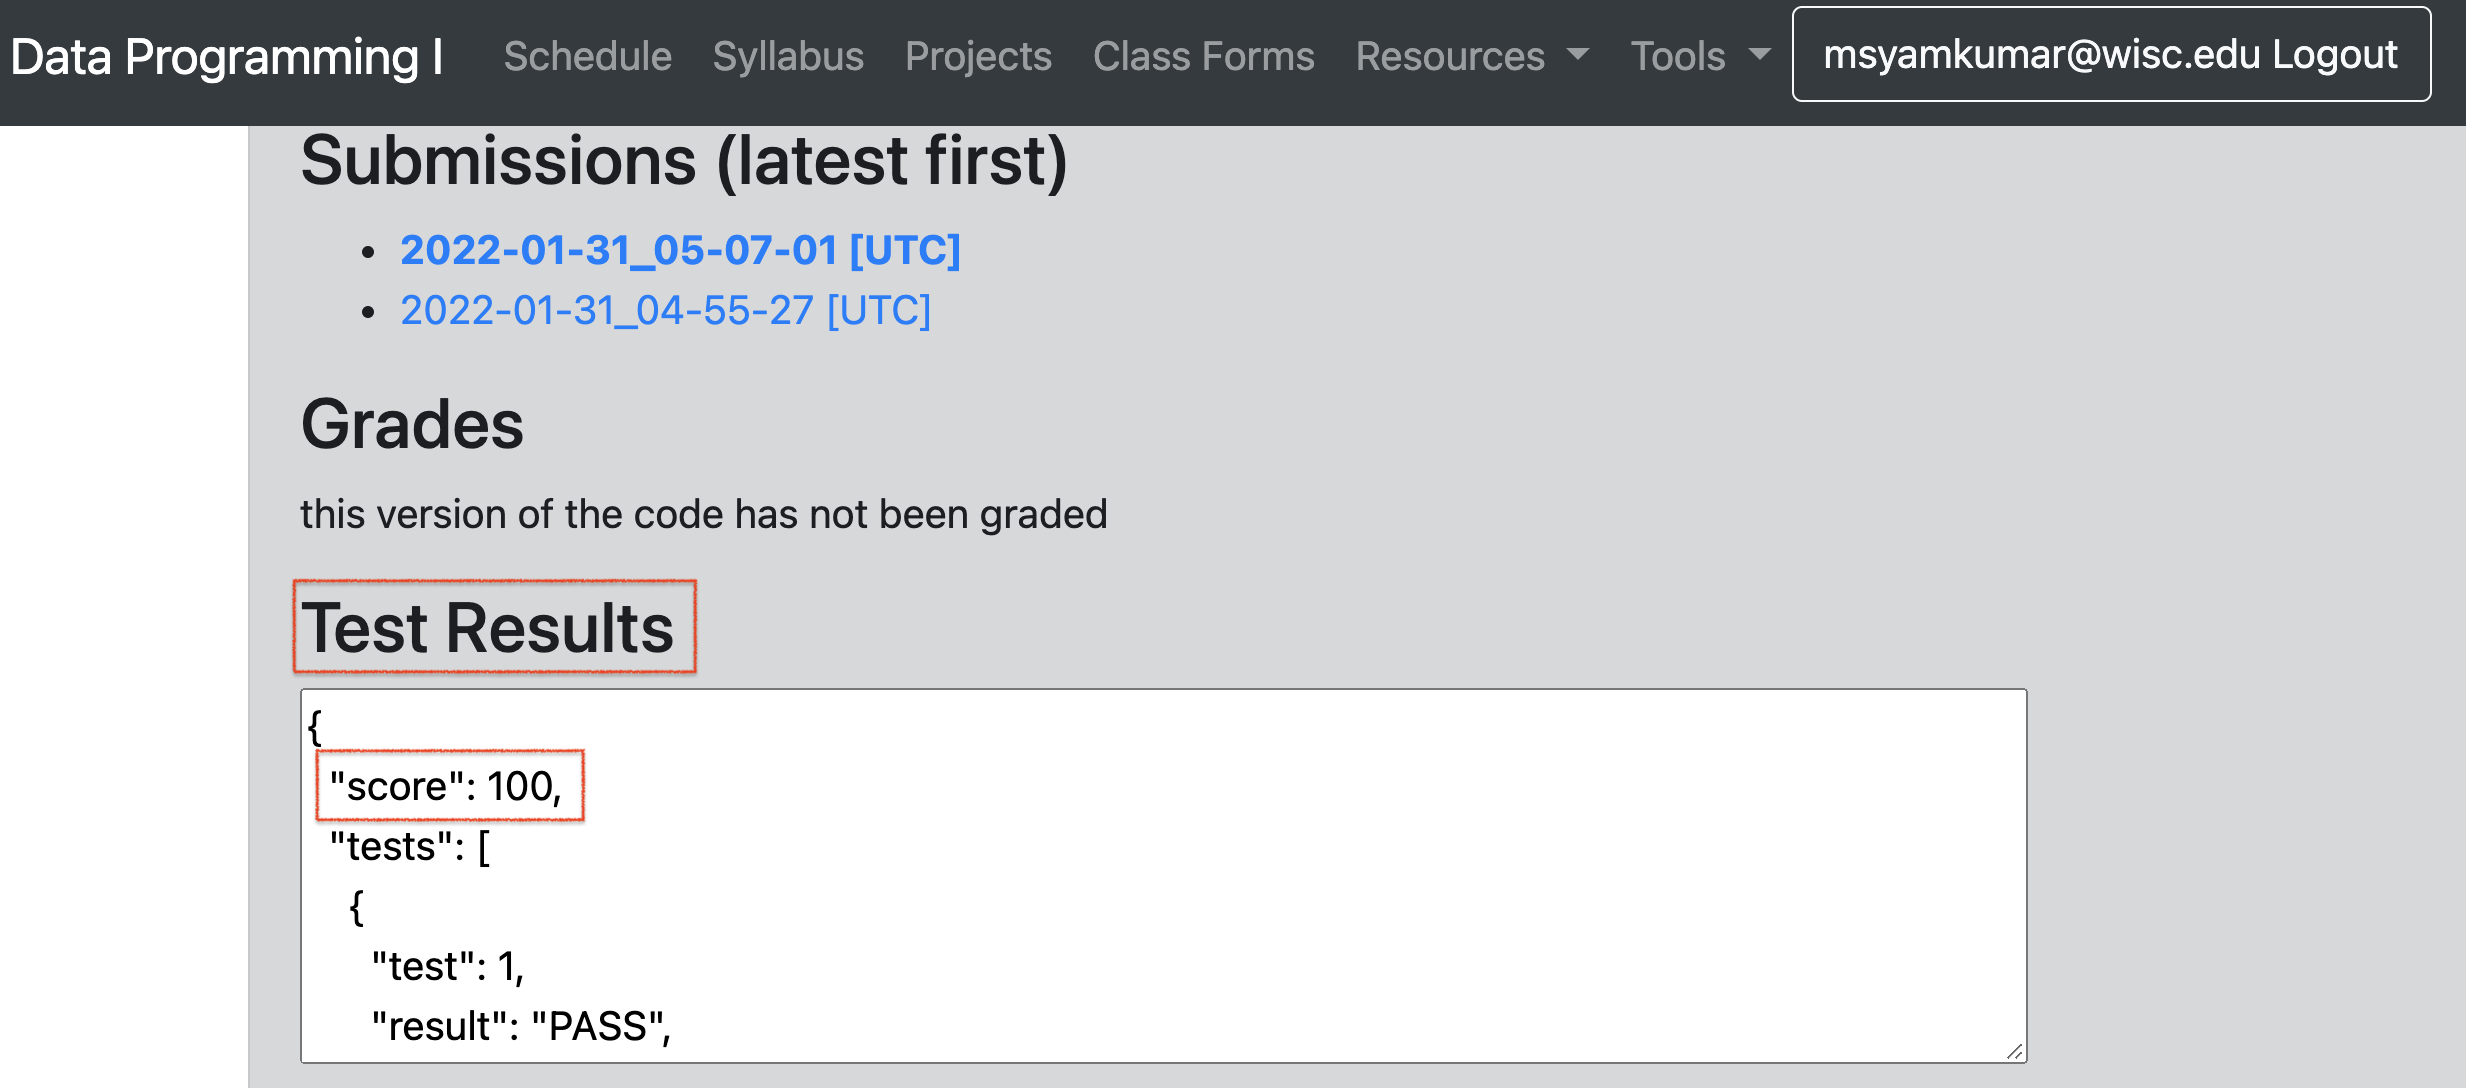 Data Programming I Schedule Syllabus Projects Class Forms Resources Tools msyamkumar@wisc.edu Logout
Submissions (latest first)
2022-01-31_05-07-01 [UTC]
2022-01-31_04-55-27 [UTC]
Grades
this version of the code has not been graded
Test Results
{
"score": 100,
"tests": [
{
"test": 1,
"result": "PASS",